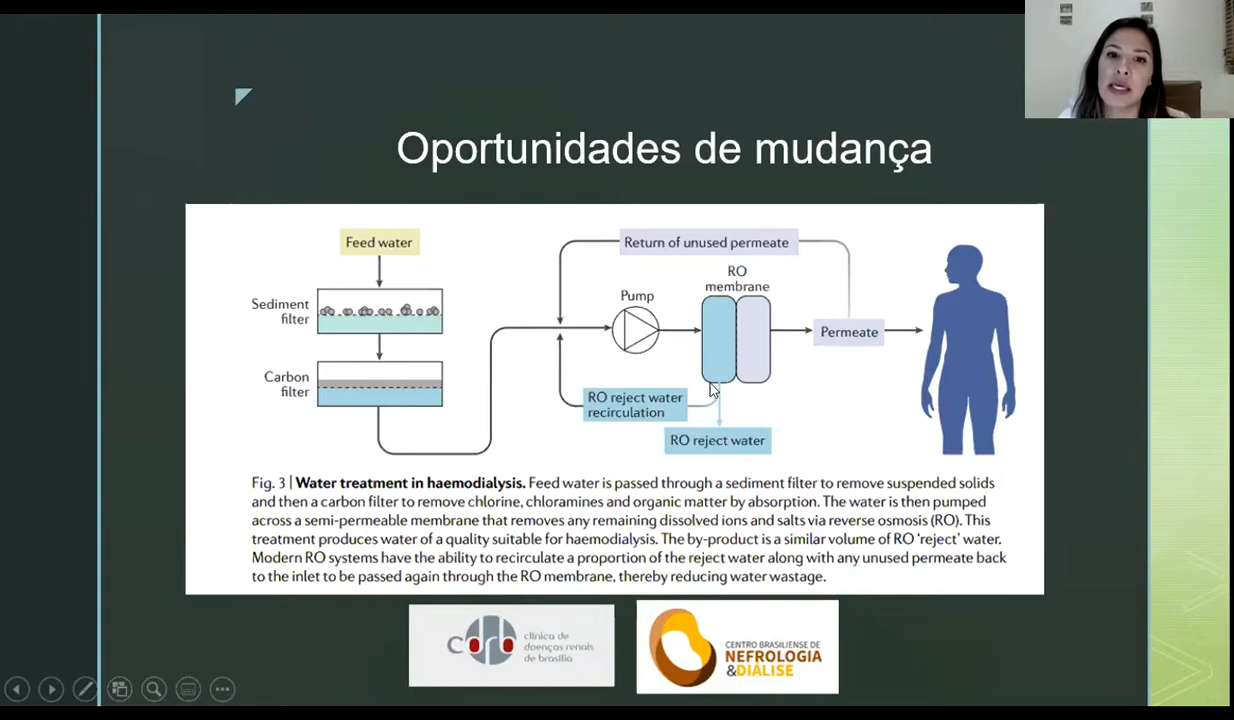 Oportunidades de mudança
Feed water
Sediment
filter
Carbon
filter
Return of unused permeate
RO
membrane
Pump
Permeate
RO reject water
recirculation
RO reject water
Fig. 3 | Water treatment in haemodialysis. Feed water is passed through a sediment filter to remove suspended solids
and then a carbon filter to remove chlorine, chloramines and organic matter by absorption. The water is then pumped
across a semi-permeable membrane that removes any remaining dissolved ions and salts via reverse osmosis (RO). This
treatment produces water of a quality suitable for haemodialysis. The by-product is a similar volume of RO ‘reject’ water.
Modern RO systems have the ability to recirculate a proportion of the reject water along with any unused permeate back
to the inlet to be passed again through the RO membrane, thereby reducing water wastage.
cdrb
clínica de
doenças renais
de brasília
CENTRO BRASILIENSE DE
NEFROLOGIA
&DIÁLISE